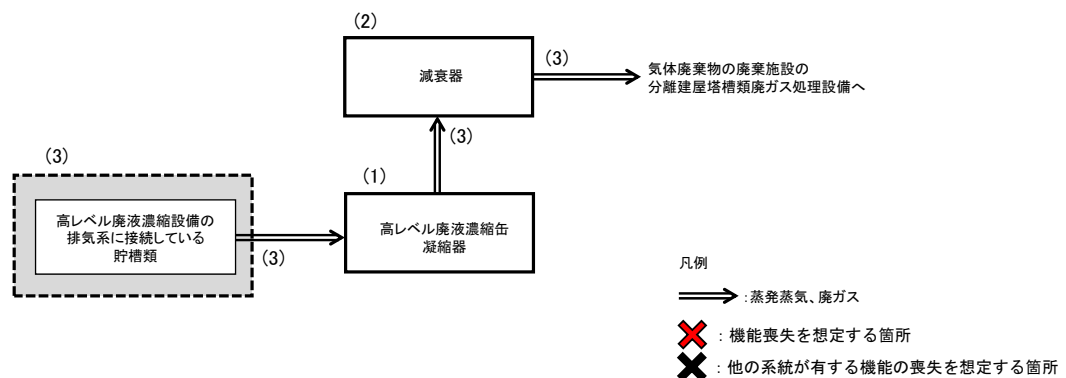 (2)
減衰器
(3)
気体廃棄物の廃棄施設の
分離建屋塔槽類廃ガス処理設備へ
(3)
(3)
高レベル廃液濃縮設備の
排気系に接続している
貯槽類
(3)
(1)
高レベル廃液濃縮缶
凝縮器
凡例
：蒸発蒸気、廃ガス
：機能喪失を想定する箇所
：他の系統が有する機能の喪失を想定する箇所